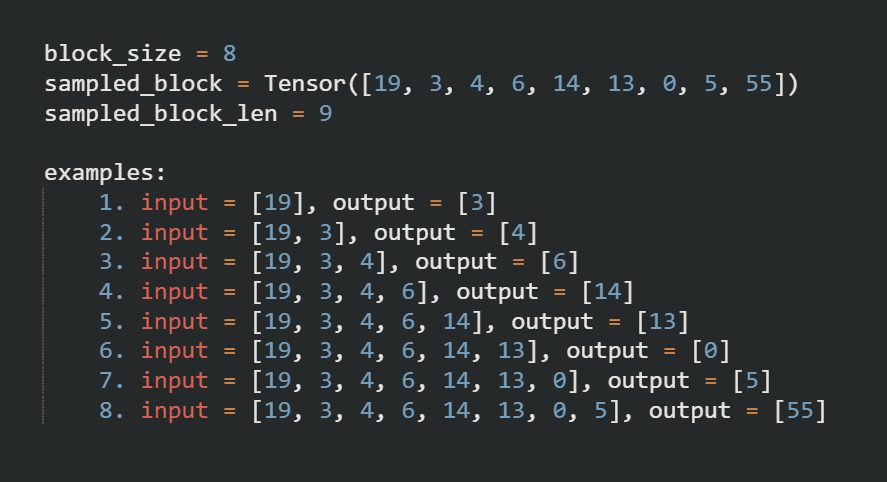 block_size = 8
sampled_block = Tensor([19, 3, 4, 6, 14, 13, 0, 5, 55])
sampled_block_len = 9
examples:
1. input = [19], output = [3]
2. input = [19, 3], output = [4]
3. input = [19, 3, 4], output = [6]
4. input = [19, 3, 4, 6], output = [14]
5. input = [19, 3, 4, 6, 14], output = [13]
6. input = [19, 3, 4, 6, 14, 13], output = [0]
7. input = [19, 3, 4, 6, 14, 13, 0], output = [5]
8. input = [19, 3, 4, 6, 14, 13, 0, 5], output = [55]